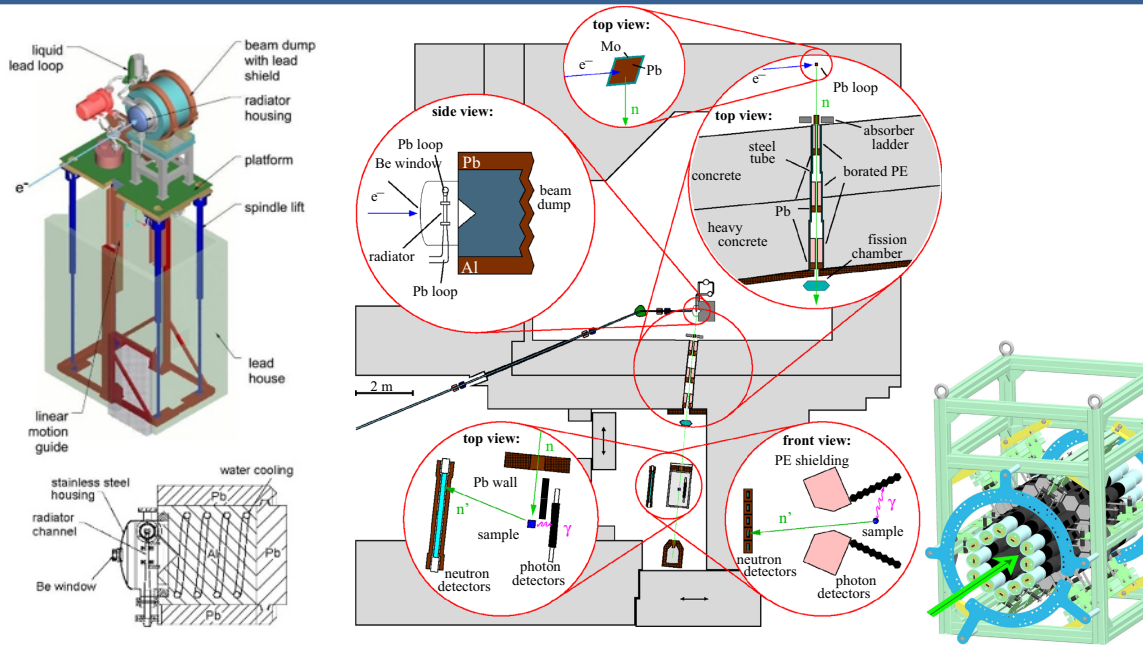 liquid
lead loop
beam dump
with lead
shield
radiator
housing
platform
e-
spindle lift
lead
house
linear
motion
guide
water cooling
stainless steel
housing
radiator
channel
Be window
Pb
Al
Pb
Pb
top view:
Mo
Pb
e−
n
side view:
Pb loop
Be window
e−
radiator
Pb loop
Pb
Al
beam
dump
e−
Pb loop
n
top view:
absorber
ladder
steel
tube
concrete
borated PE
Pb
heavy
concrete
fission
chamber
2 m
top view:
n
Pb wall
n'
γ
sample
neutron
detectors
photon
detectors
front view:
PE shielding
γ
n'
sample
neutron
detectors
photon
detectors